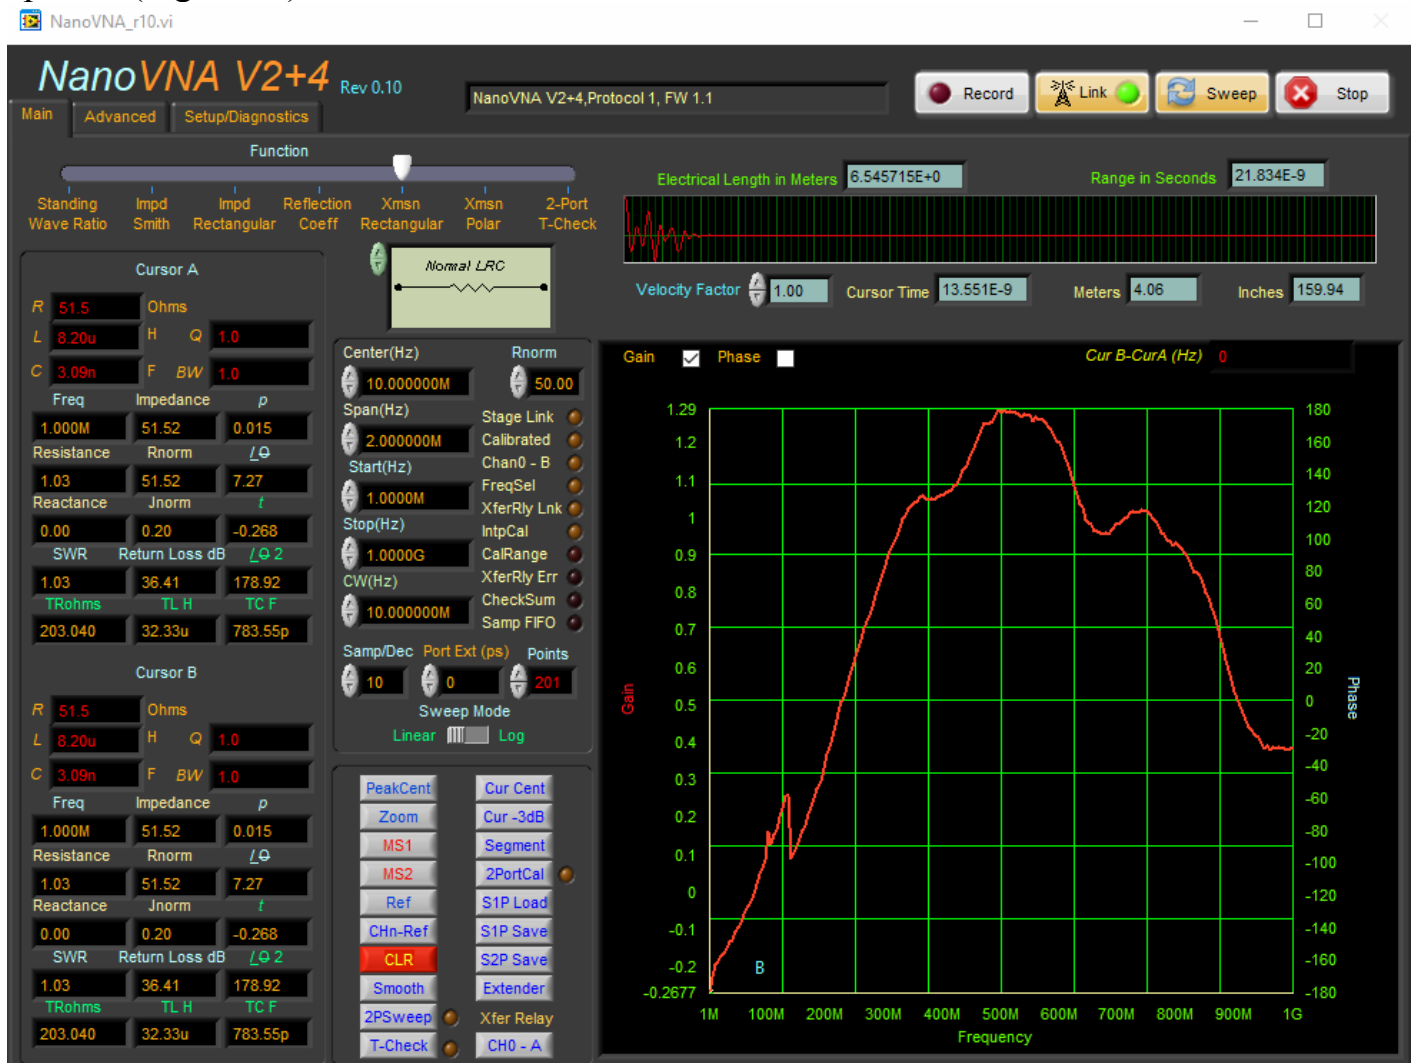 NanoVNA_r10.vi
NanoVNA V2+4 Rev 0.10
NanoVNA V2+4,Protocol 1, FW 1.1
Record Link Sweep Stop
Main Advanced Setup/Diagnostics
Function
Standing Wave Ratio
Impd Smith
Impd Rectangular
Reflection Coeff
Xmsn Rectangular
Xmsn Polar
2-Port T-Check
Electrical Length in Meters 6.545715E+0 Range in Seconds 21.834E-9
Velocity Factor 1.00 Cursor Time 13.551E-9 Meters 4.06 Inches 159.94
Normal LRC
Cursor A
R 51.5 Ohms
L 8.20u H Q 1.0
C 3.09n F BW 1.0
Freq Impedance p
1.000M 51.52 0.015
Resistance Rnorm /Θ
1.03 51.52 7.27
Reactance Jnorm t
0.00 0.20 -0.268
SWR Return Loss dB /Θ 2
1.03 36.41 178.92
TRohms TL H TC F
203.040 32.33u 783.55p
Cursor B
R 51.5 Ohms
L 8.20u H Q 1.0
C 3.09n F BW 1.0
Freq Impedance p
1.000M 51.52 0.015
Resistance Rnorm /Θ
1.03 51.52 7.27
Reactance Jnorm t
0.00 0.20 -0.268
SWR Return Loss dB /Θ 2
1.03 36.41 178.92
TRohms TL H TC F
203.040 32.33u 783.55p
Center(Hz) Rnorm
10.000000M 50.00
Span(Hz)
2.000000M
Start(Hz)
1.0000M
Stop(Hz)
1.0000G
CW(Hz)
10.000000M
Stage Link
Calibrated
Chan0 - B
FreqSel
XferRly Lnk
IntpCal
CalRange
XferRly Err
CheckSum
Samp FIFO
Samp/Dec Port Ext (ps) Points
10 0 201
Sweep Mode
Linear Log
PeakCent Cur Cent
Zoom Cur -3dB
MS1 Segment
MS2 2PortCal
Ref S1P Load
CHn-Ref S1P Save
CLR S2P Save
Smooth Extender
2PSweep Xfer Relay
T-Check CH0 - A
Gain Phase Cur B-CurA (Hz) 0
1.29
1.2
1.1
1
0.9
0.8
0.7
0.6
0.5
0.4
0.3
0.2
0.1
0
-0.1
-0.2
-0.2677
Gain
B
180
160
140
120
100
80
60
40
20
0
-20
-40
-60
-80
-100
-120
-140
-160
-180
Phase
1M 100M 200M 300M 400M 500M 600M 700M 800M 900M 1G
Frequency